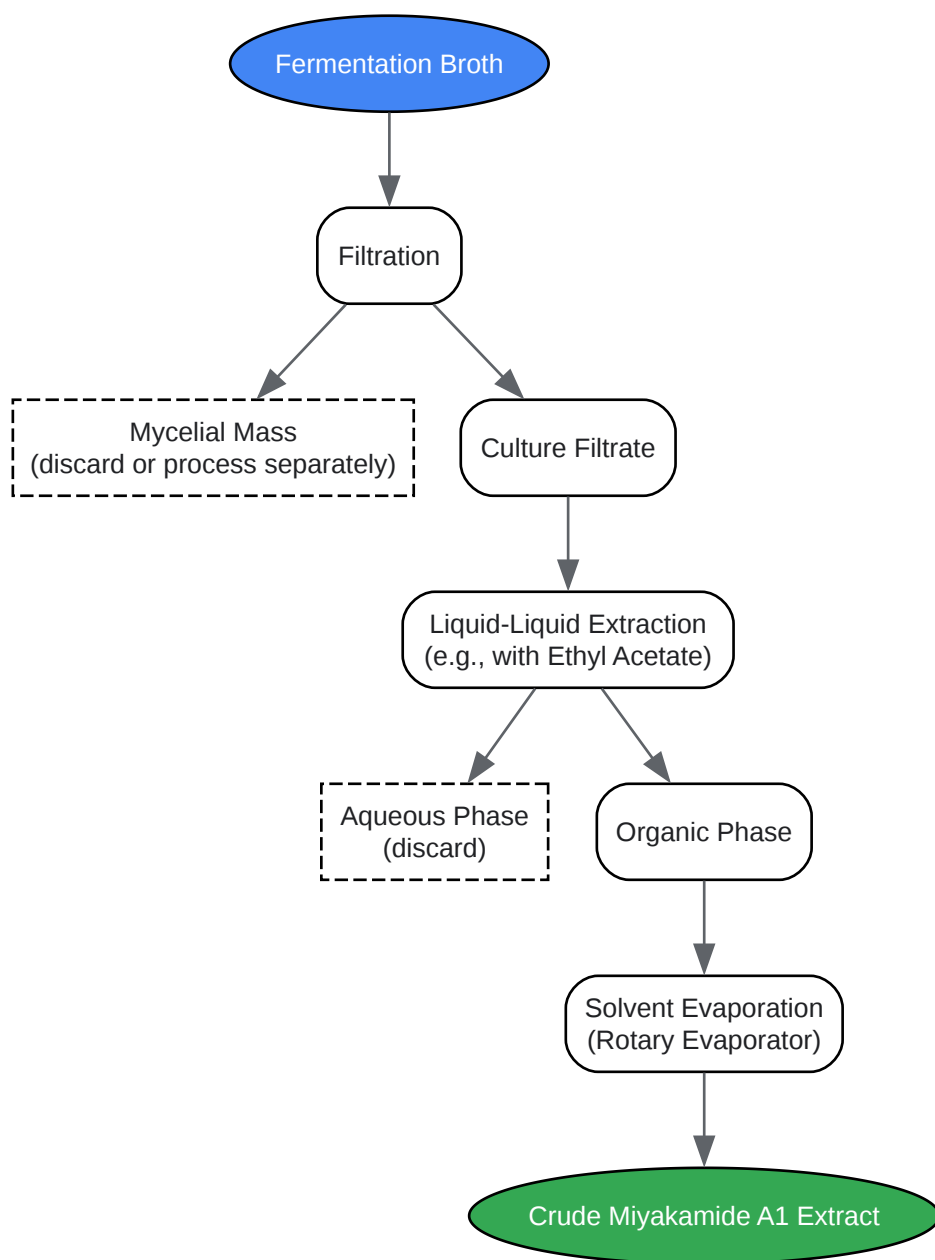 Fermentation Broth
Filtration
Mycelial Mass
(discard or process separately)
Culture Filtrate
Liquid-Liquid Extraction
(e.g., with Ethyl Acetate)
Aqueous Phase
(discard)
Organic Phase
Solvent Evaporation
(Rotary Evaporator)
Crude Miyakamide A1 Extract